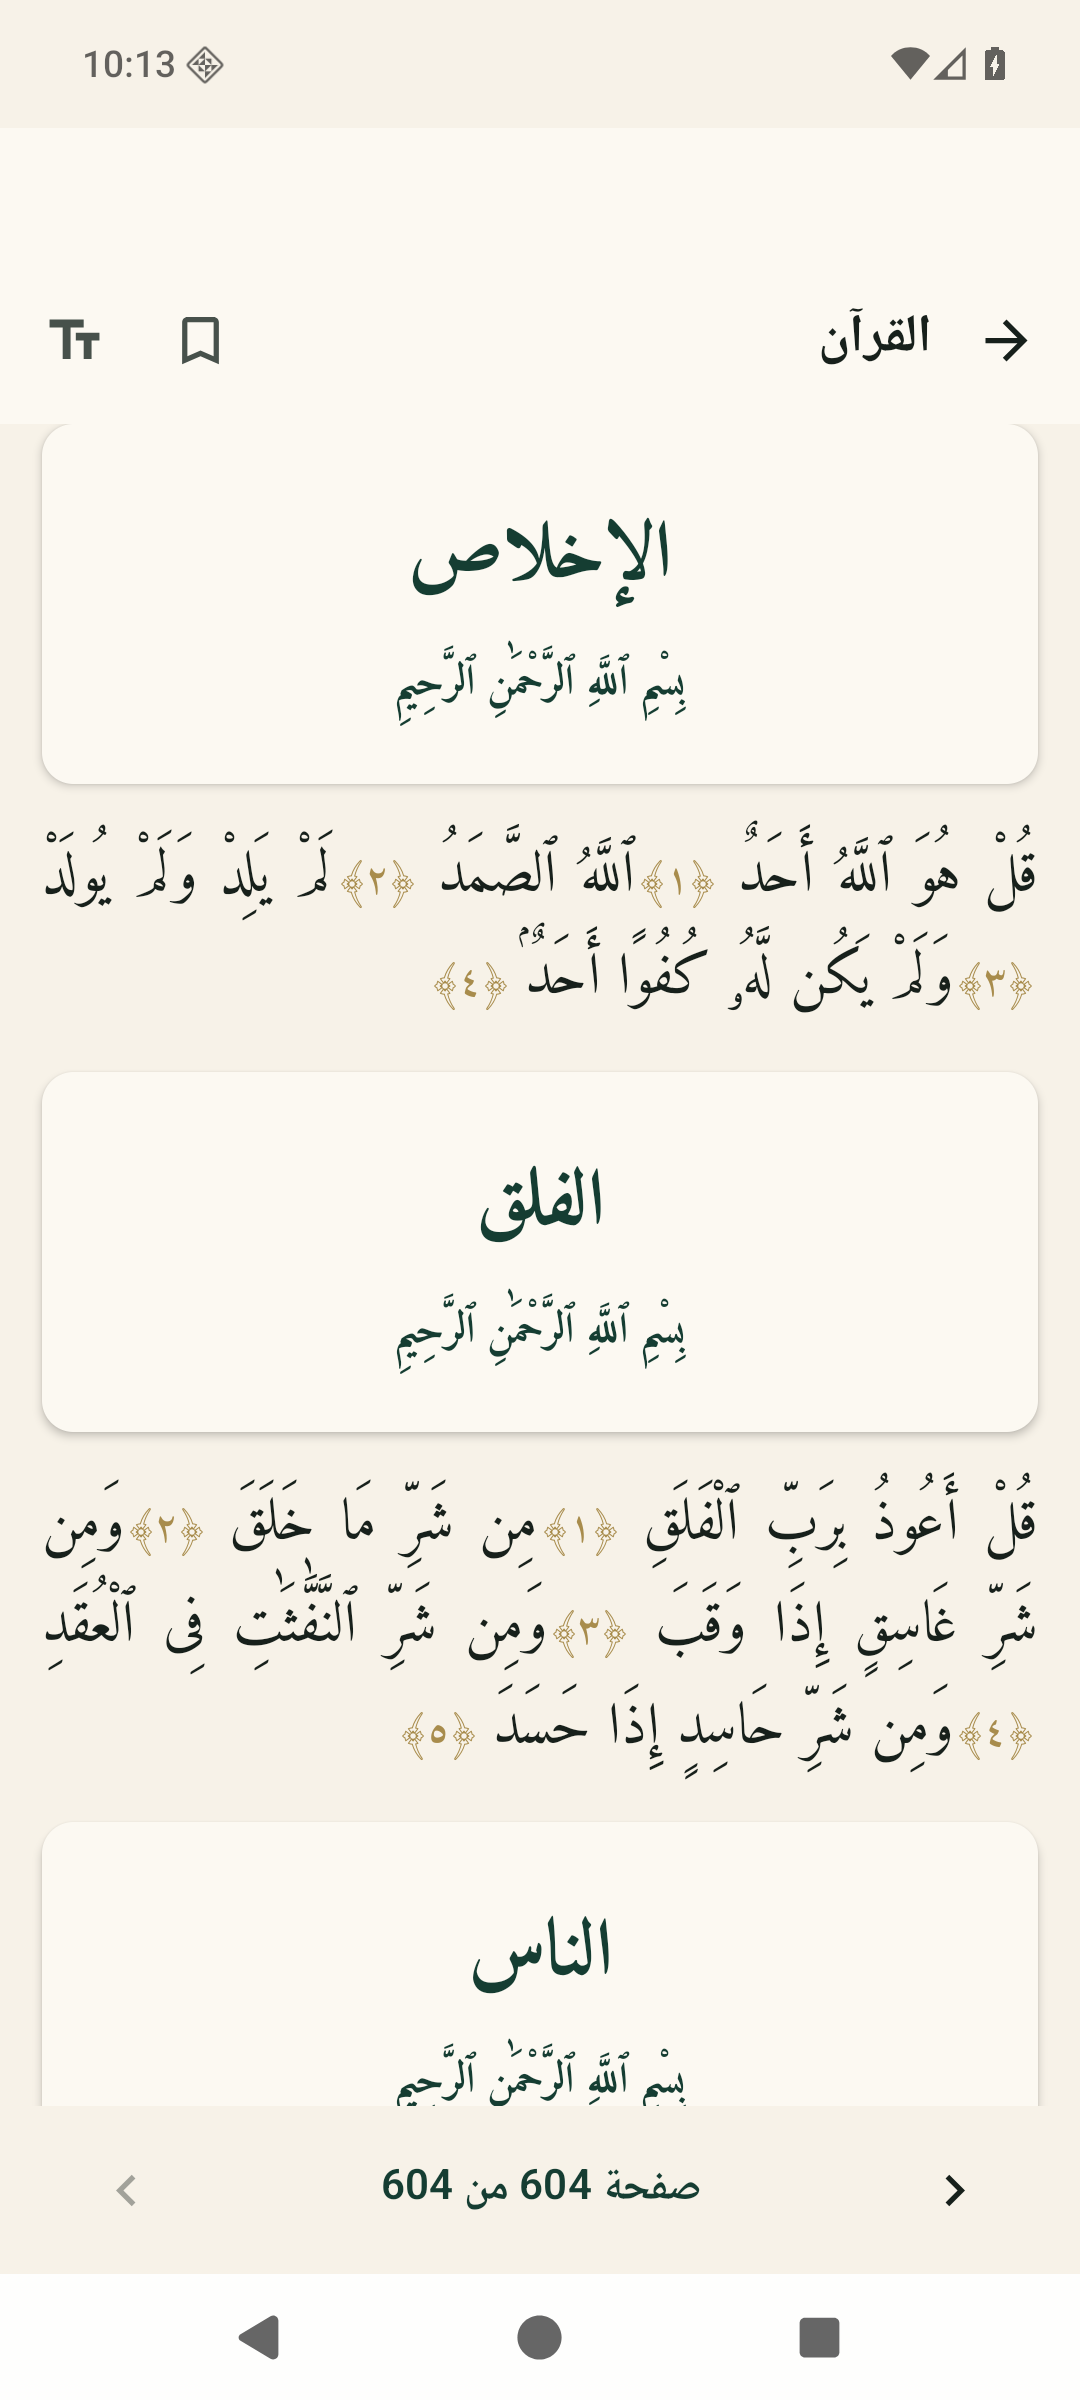 10:13
القرآن
الإخلاص
بِسْمِ ٱللَّهِ ٱلرَّحْمَٰنِ ٱلرَّحِيمِ
قُلْ هُوَ ٱللَّهُ أَحَدٌ ﴿١﴾ ٱللَّهُ ٱلصَّمَدُ ﴿٢﴾ لَمْ يَلِدْ وَلَمْ يُولَدْ
﴿٣﴾ وَلَمْ يَكُن لَّهُۥ كُفُوًا أَحَدٌۢ ﴿٤﴾
الفلق
بِسْمِ ٱللَّهِ ٱلرَّحْمَٰنِ ٱلرَّحِيمِ
قُلْ أَعُوذُ بِرَبِّ ٱلْفَلَقِ ﴿١﴾ مِن شَرِّ مَا خَلَقَ ﴿٢﴾ وَمِن
شَرِّ غَاسِقٍ إِذَا وَقَبَ ﴿٣﴾ وَمِن شَرِّ ٱلنَّفَّٰثَٰتِ فِى ٱلْعُقَدِ
﴿٤﴾ وَمِن شَرِّ حَاسِدٍ إِذَا حَسَدَ ﴿٥﴾
الناس
بِسْمِ ٱللَّهِ ٱلرَّحْمَٰنِ ٱلرَّحِيمِ
صفحة 604 من 604